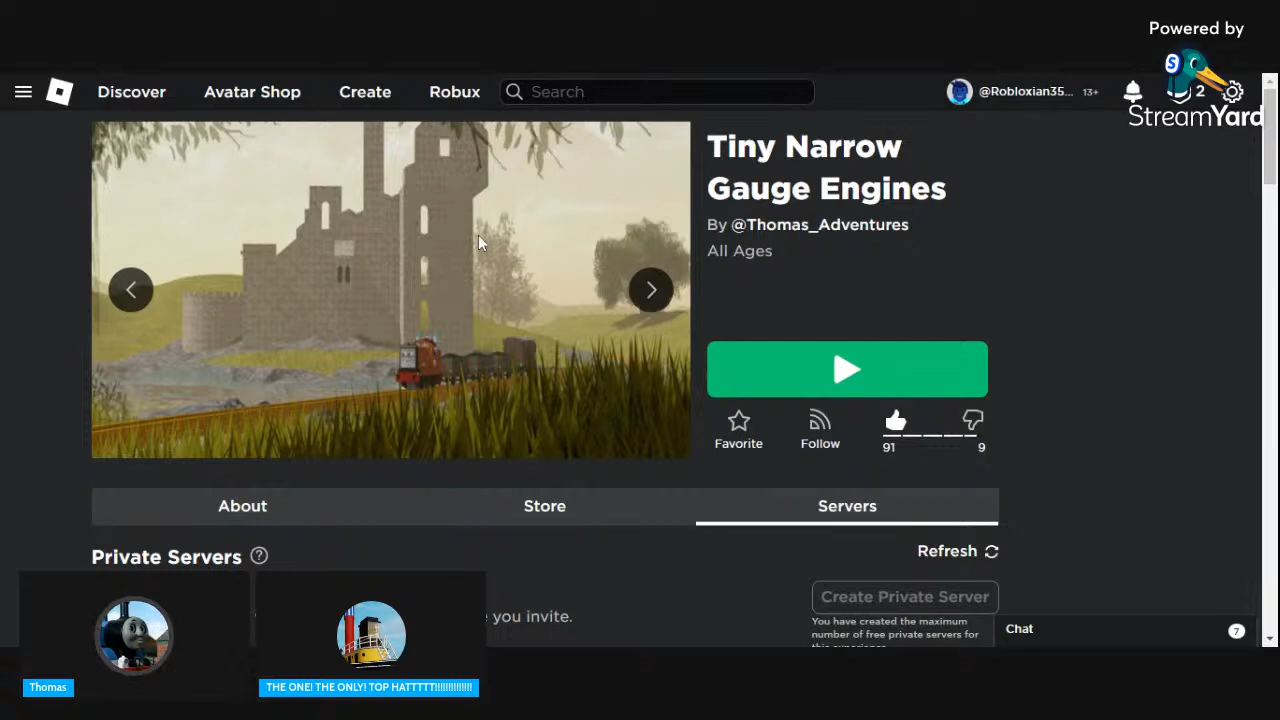 Powered by
StreamYard
Discover Avatar Shop Create Robux Search @Robloxian35... 13+ 2
Tiny Narrow
Gauge Engines
By @Thomas_Adventures
All Ages
Favorite Follow 91 9
About Store Servers
Private Servers ? Refresh
Create Private Server
e you invite.
You have created the maximum
number of free private servers for
this experience.
Chat 7
Thomas
THE ONE! THE ONLY! TOP HATTTTT!!!!!!!!!!!!!!